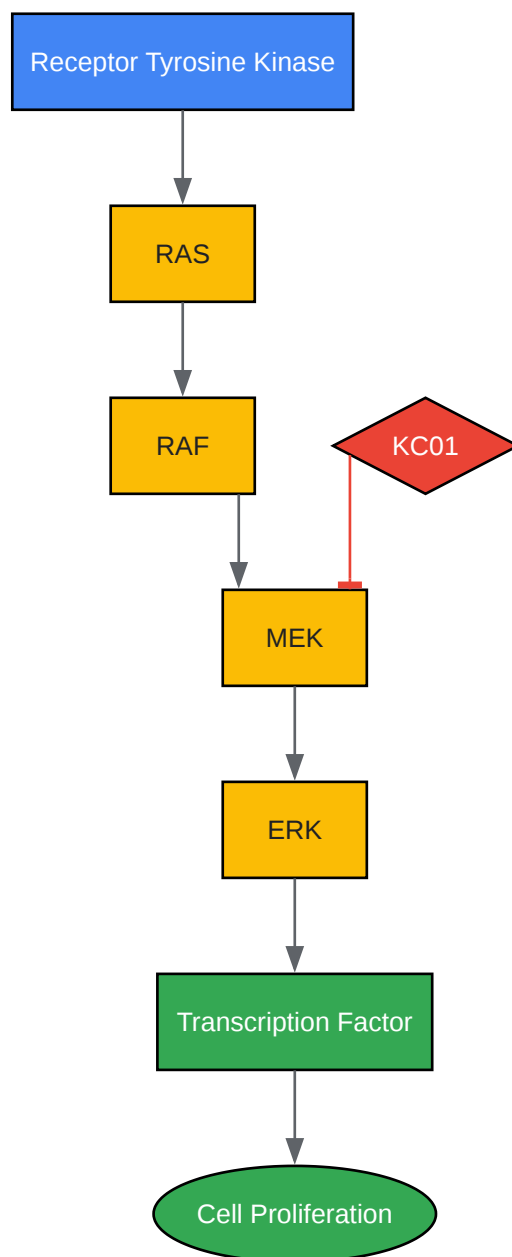 Receptor Tyrosine Kinase
RAS
RAF
KC01
MEK
ERK
Transcription Factor
Cell Proliferation